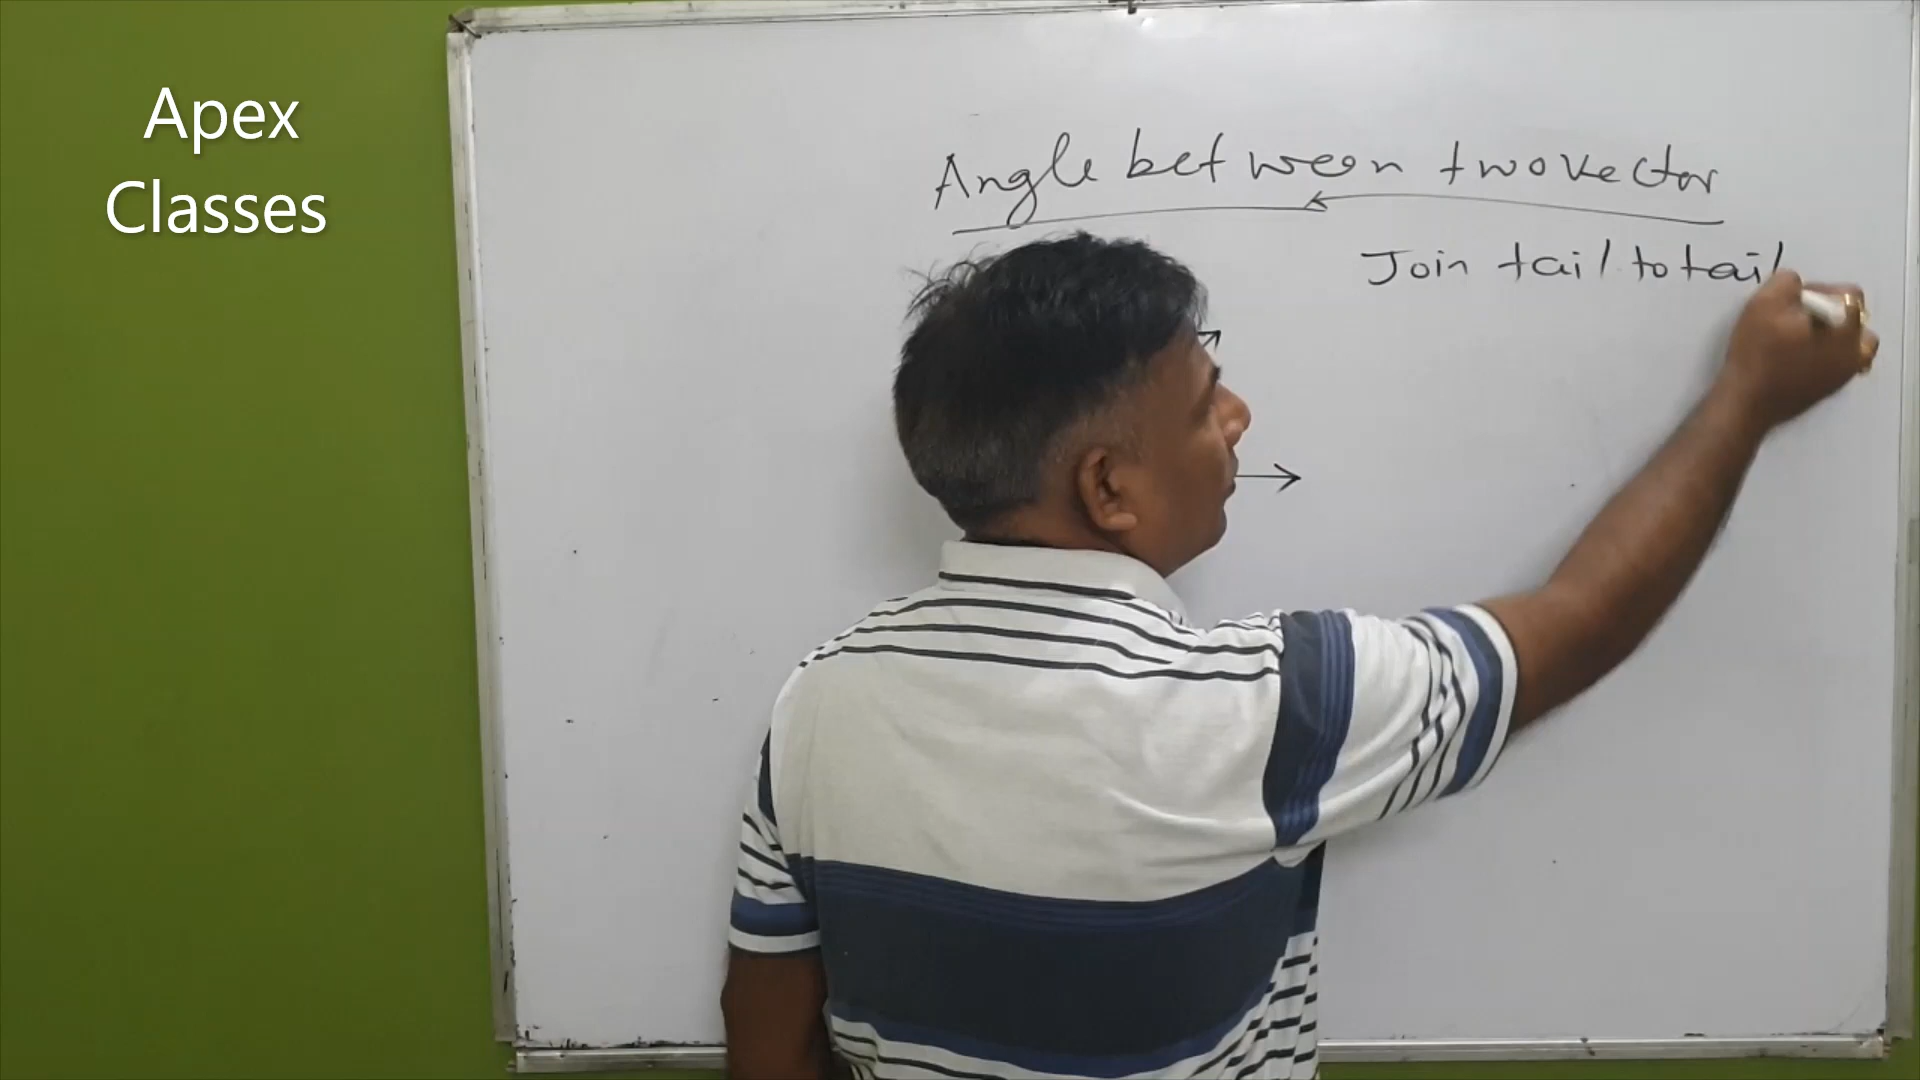 Apex
Classes
Angle between two vector
Join tail to tail